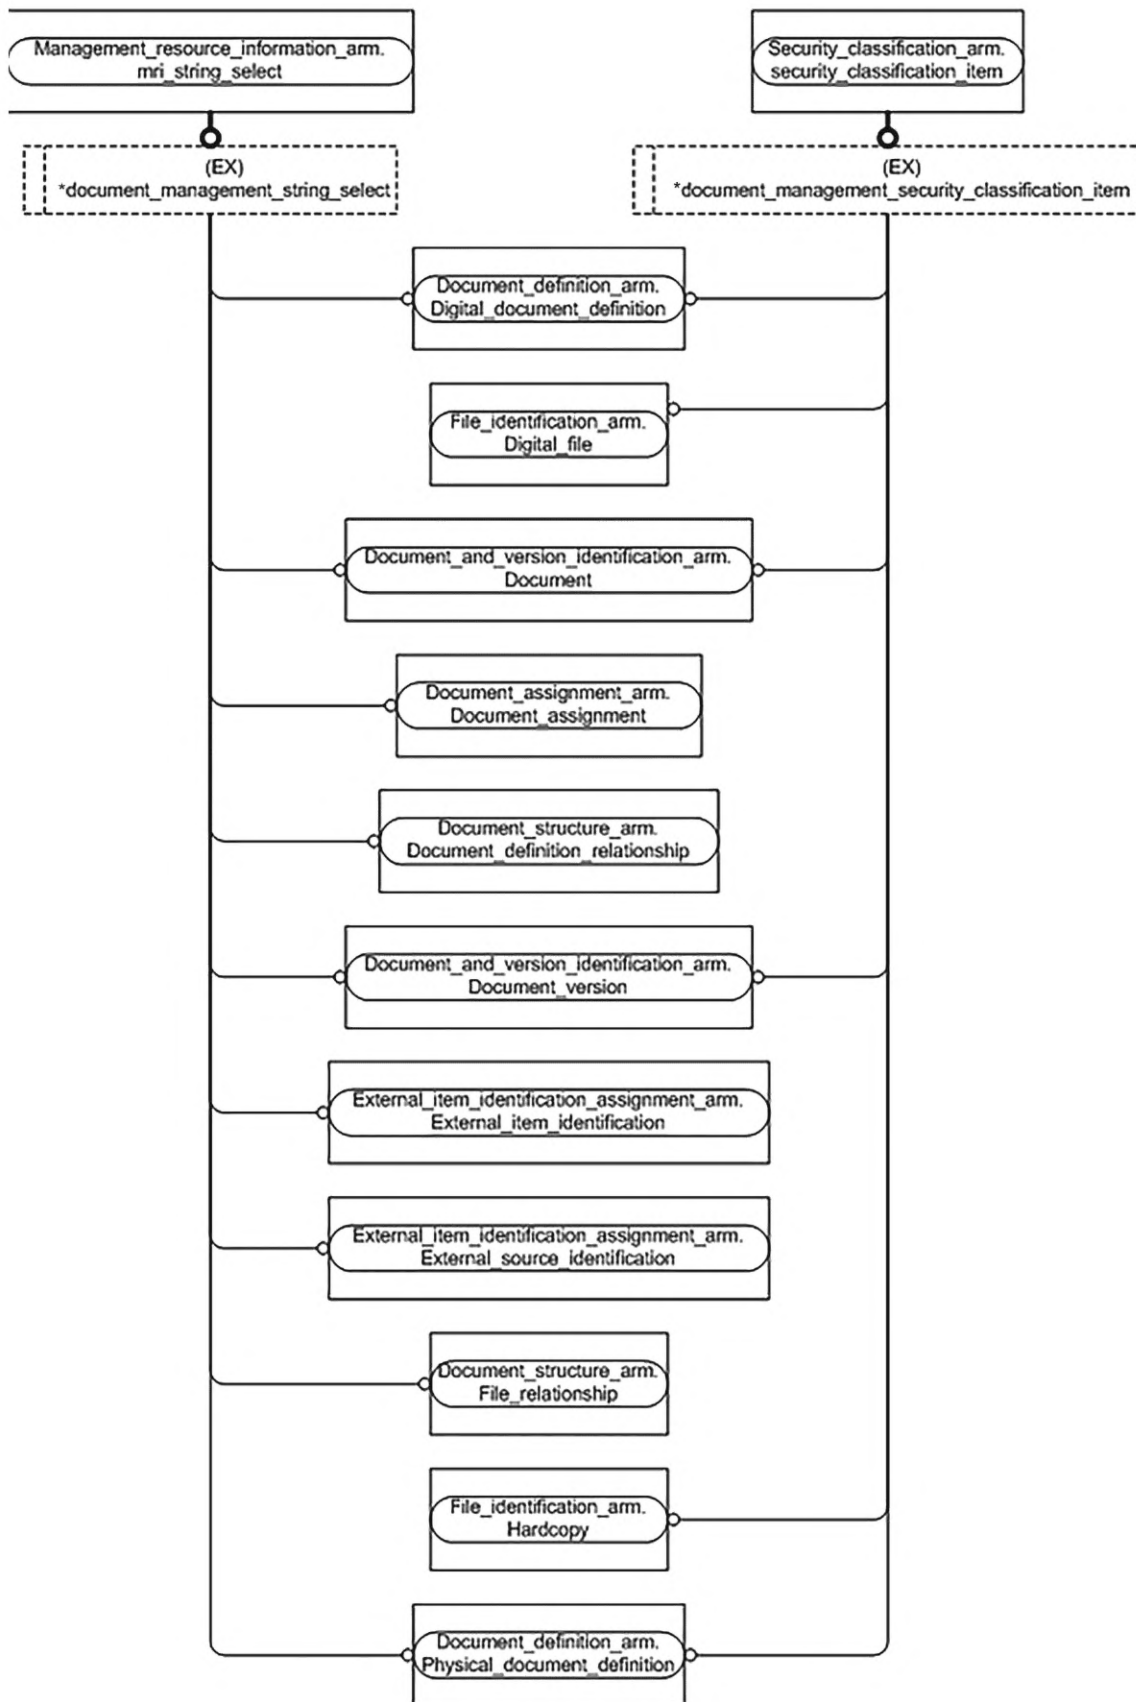 Management_resource_information_arm.
mri_string_select
Security_classification_arm.
security_classification_item
(EX)
*document_management_string_select
(EX)
*document_management_security_classification_item
Document_definition_arm.
Digital_document_definition
File_identification_arm.
Digital_file
Document_and_version_identification_arm.
Document
Document_assignment_arm.
Document_assignment
Document_structure_arm.
Document_definition_relationship
Document_and_version_identification_arm.
Document_version
External_item_identification_assignment_arm.
External_item_identification
External_item_identification_assignment_arm.
External_source_identification
Document_structure_arm.
File_relationship
File_identification_arm.
Hardcopy
Document_definition_arm.
Physical_document_definition